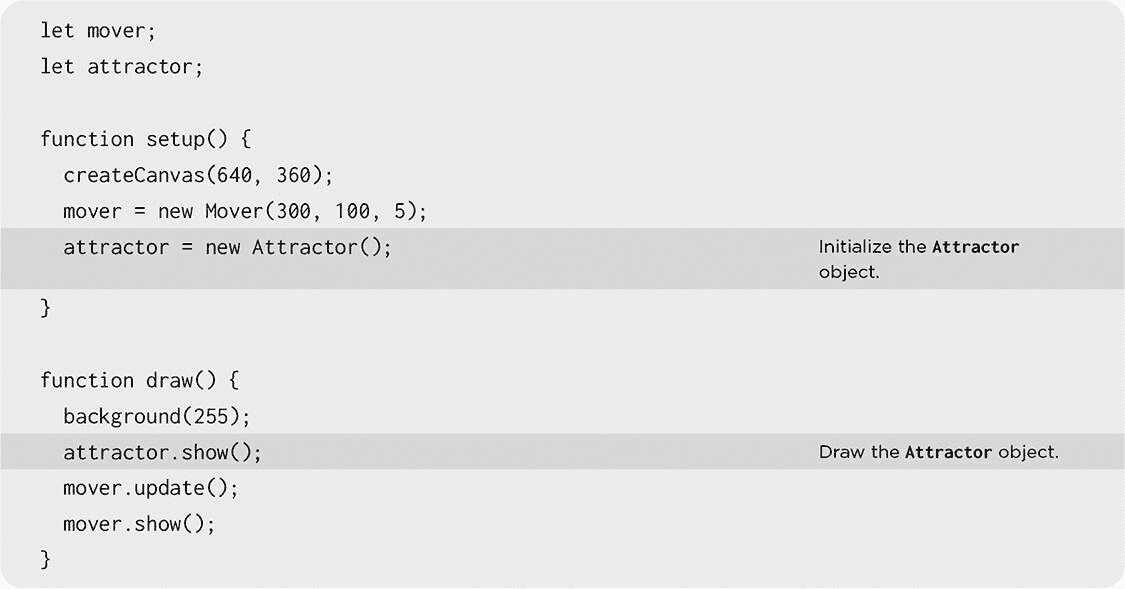 let mover;
let attractor;
function setup() {
createCanvas(640, 360);
mover = new Mover(300, 100, 5);
attractor = new Attractor();
Initialize the Attractor
object.
}
function draw() {
background(255);
attractor.show();
Draw the Attractor object.
mover.update();
mover.show();
}